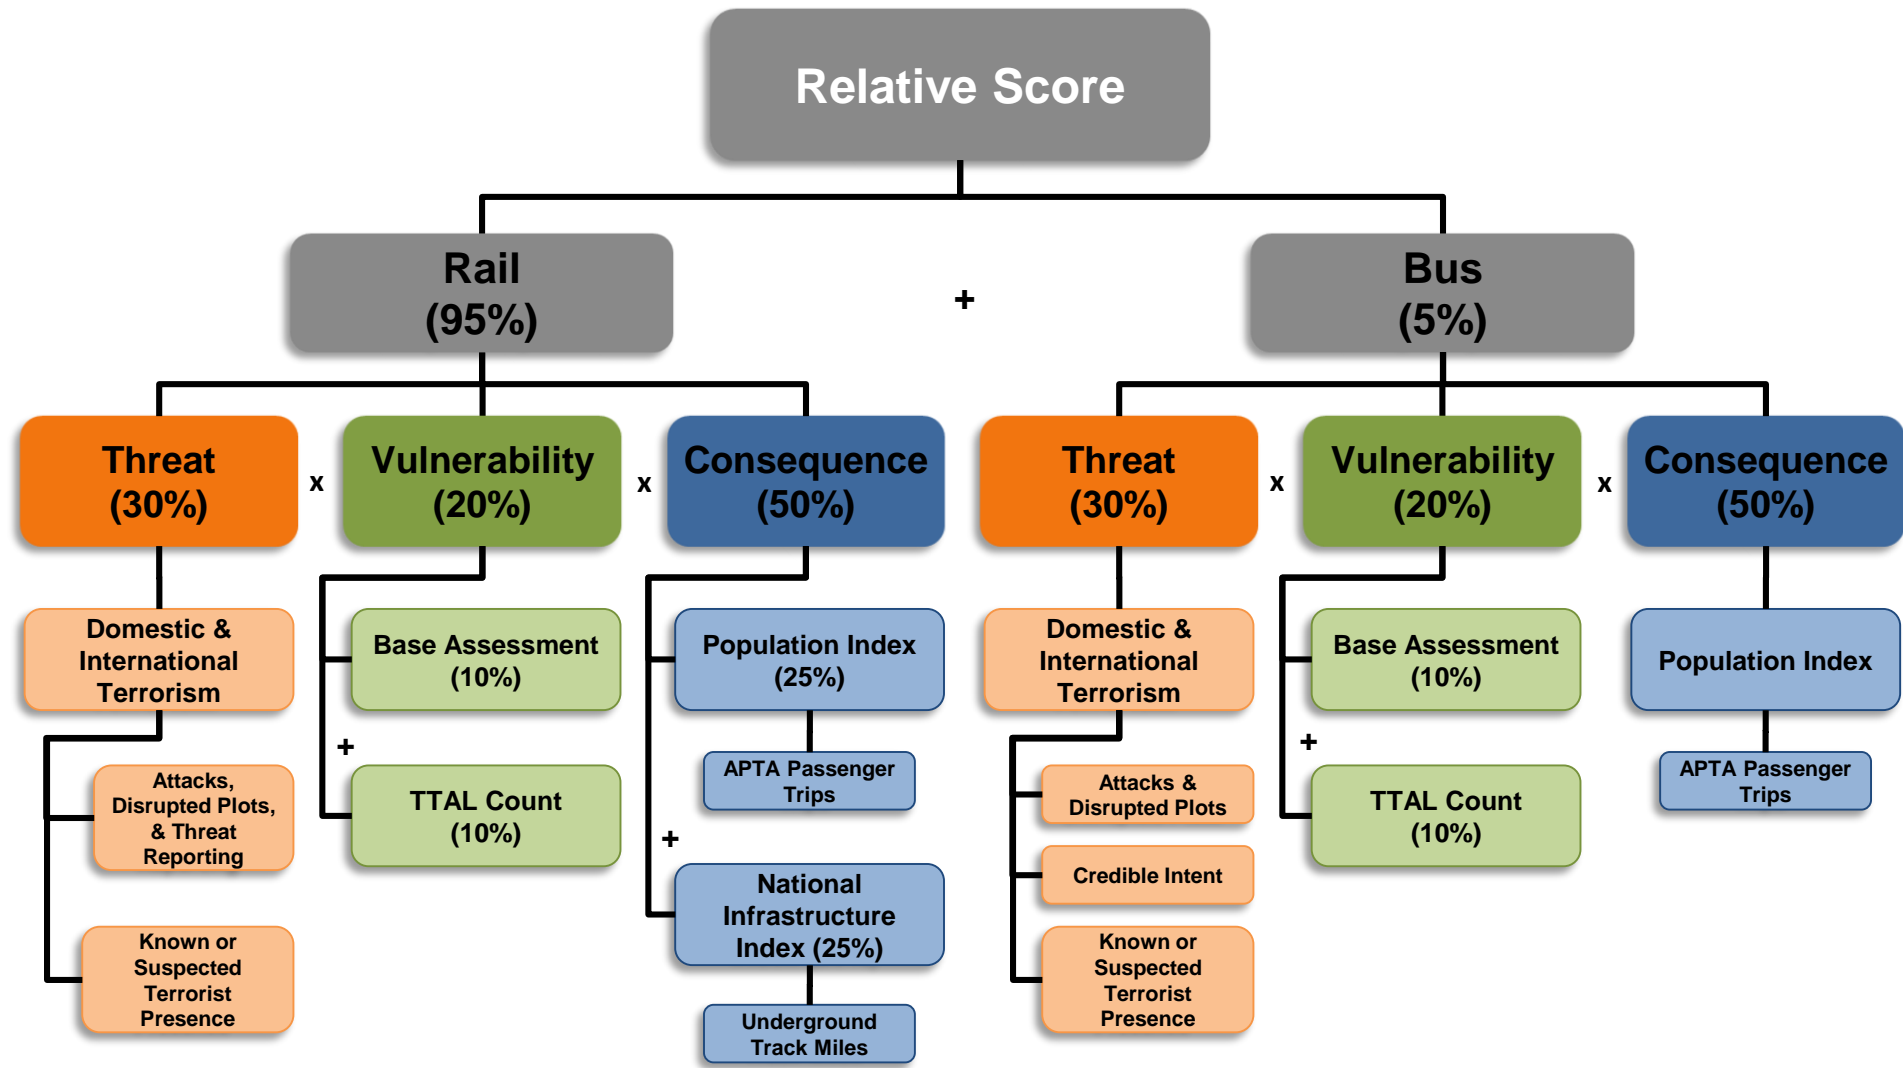 Relative Score
Rail
(95%)
+
Bus
(5%)
Threat
(30%)
x
Vulnerability
(20%)
x
Consequence
(50%)
Threat
(30%)
x
Vulnerability
(20%)
x
Consequence
(50%)
Domestic &
International
Terrorism
Attacks,
Disrupted Plots,
& Threat
Reporting
Known or
Suspected
Terrorist
Presence
Base Assessment
(10%)
+
TTAL Count
(10%)
Population Index
(25%)
APTA Passenger
Trips
+
National
Infrastructure
Index (25%)
Underground
Track Miles
Domestic &
International
Terrorism
Attacks &
Disrupted Plots
Credible Intent
Known or
Suspected
Terrorist
Presence
Base Assessment
(10%)
+
TTAL Count
(10%)
Population Index
APTA Passenger
Trips